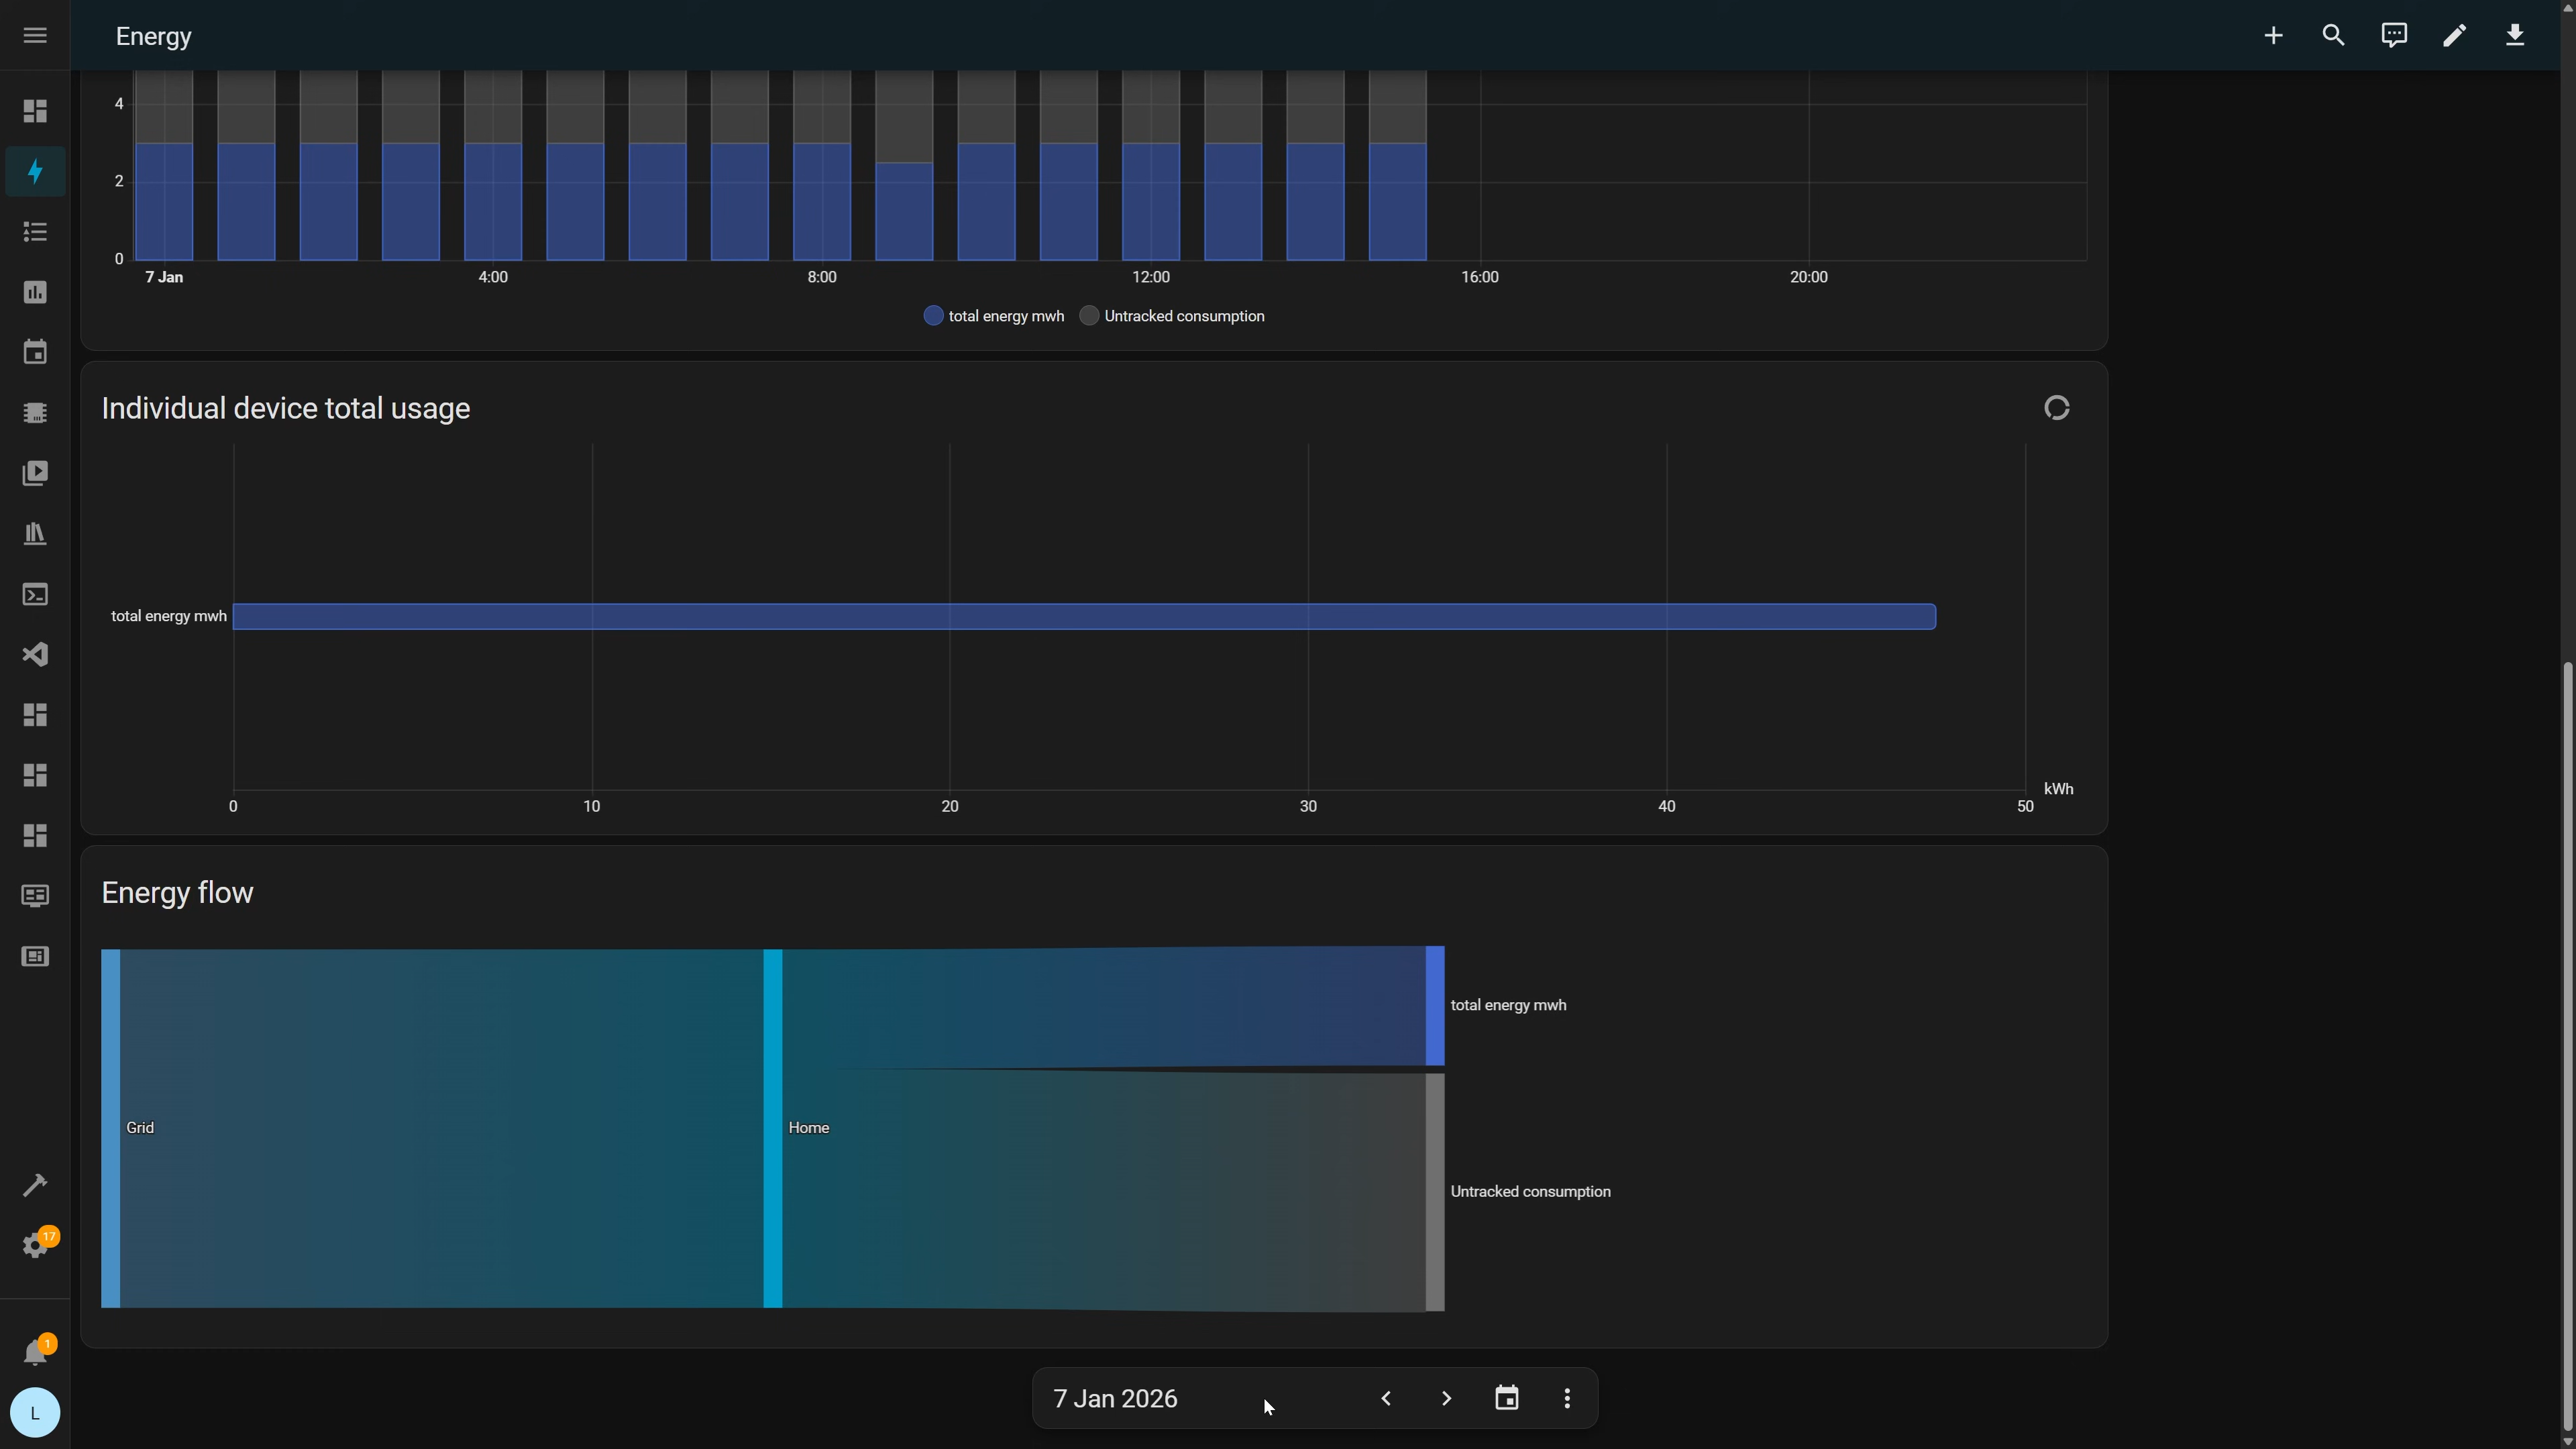 Energy
4
2
0
7 Jan 4:00 8:00 12:00 16:00 20:00
total energy mwh Untracked consumption
Individual device total usage
total energy mwh
kWh
0 10 20 30 40 50
Energy flow
total energy mwh
Grid Home
Untracked consumption
17
1
L
7 Jan 2026